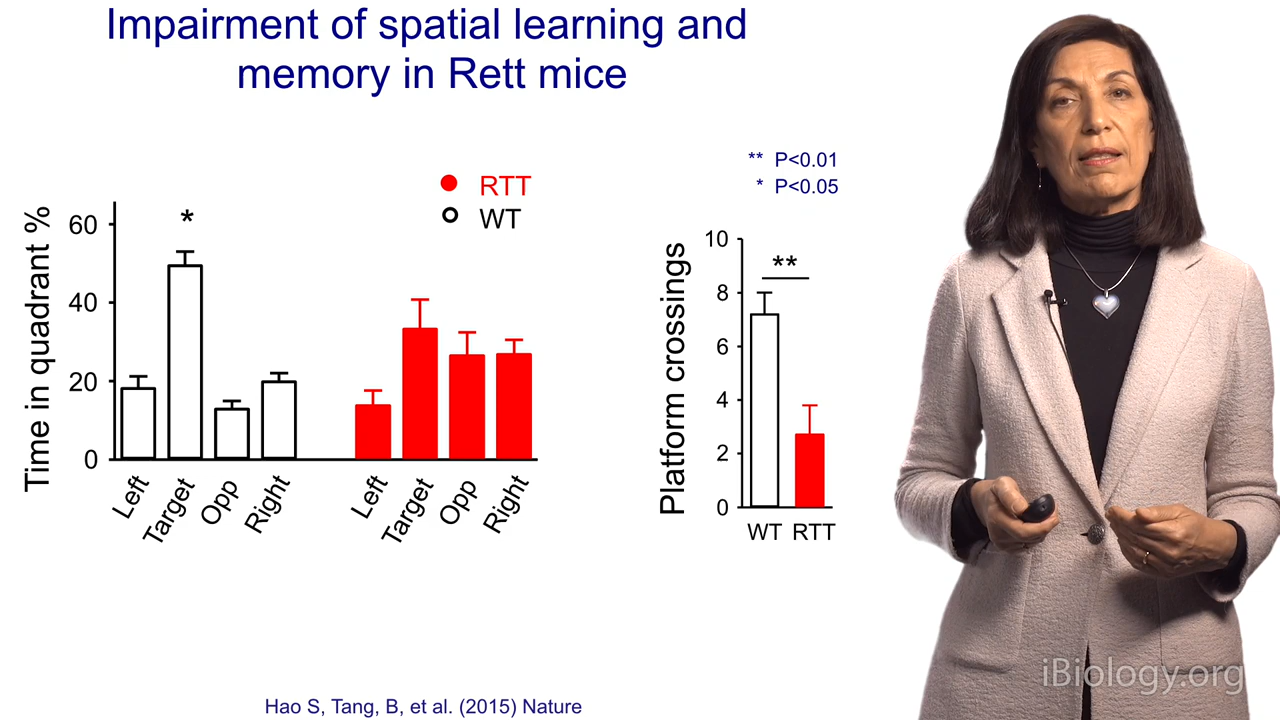 Impairment of spatial learning and
memory in Rett mice
RTT
WT
Time in quadrant %
60
40
20
0
*
Left
Target
Opp
Right
Left
Target
Opp
Right
** P<0.01
* P<0.05
Platform crossings
10
8
6
4
2
0
**
WT RTT
Hao S, Tang, B, et al. (2015) Nature
iBiology.org